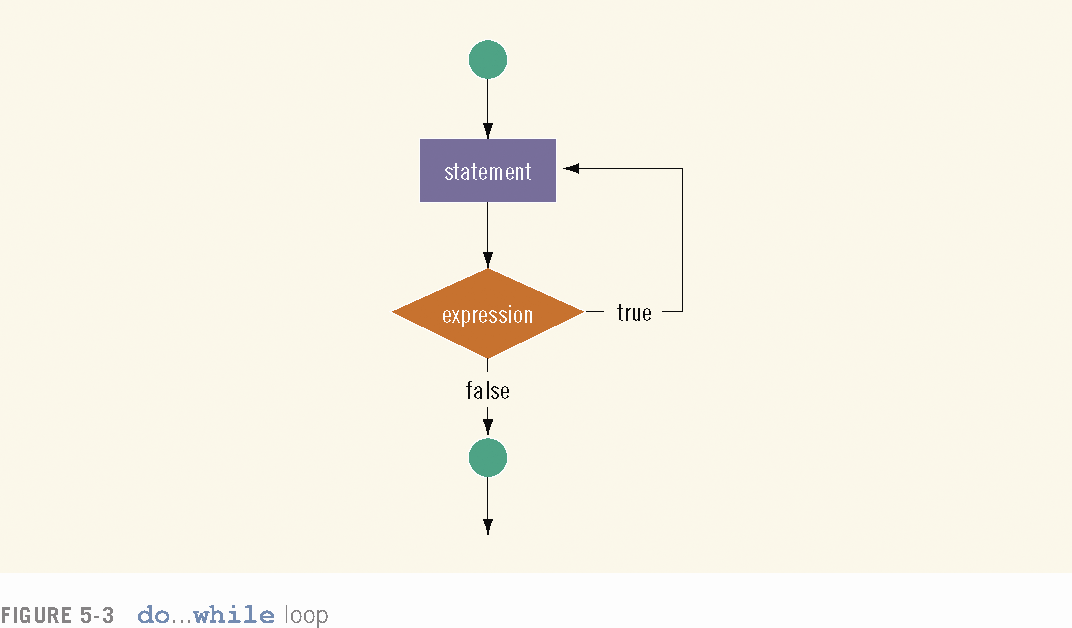 statement
expression
true
false
FIGURE 5-3 do...while loop